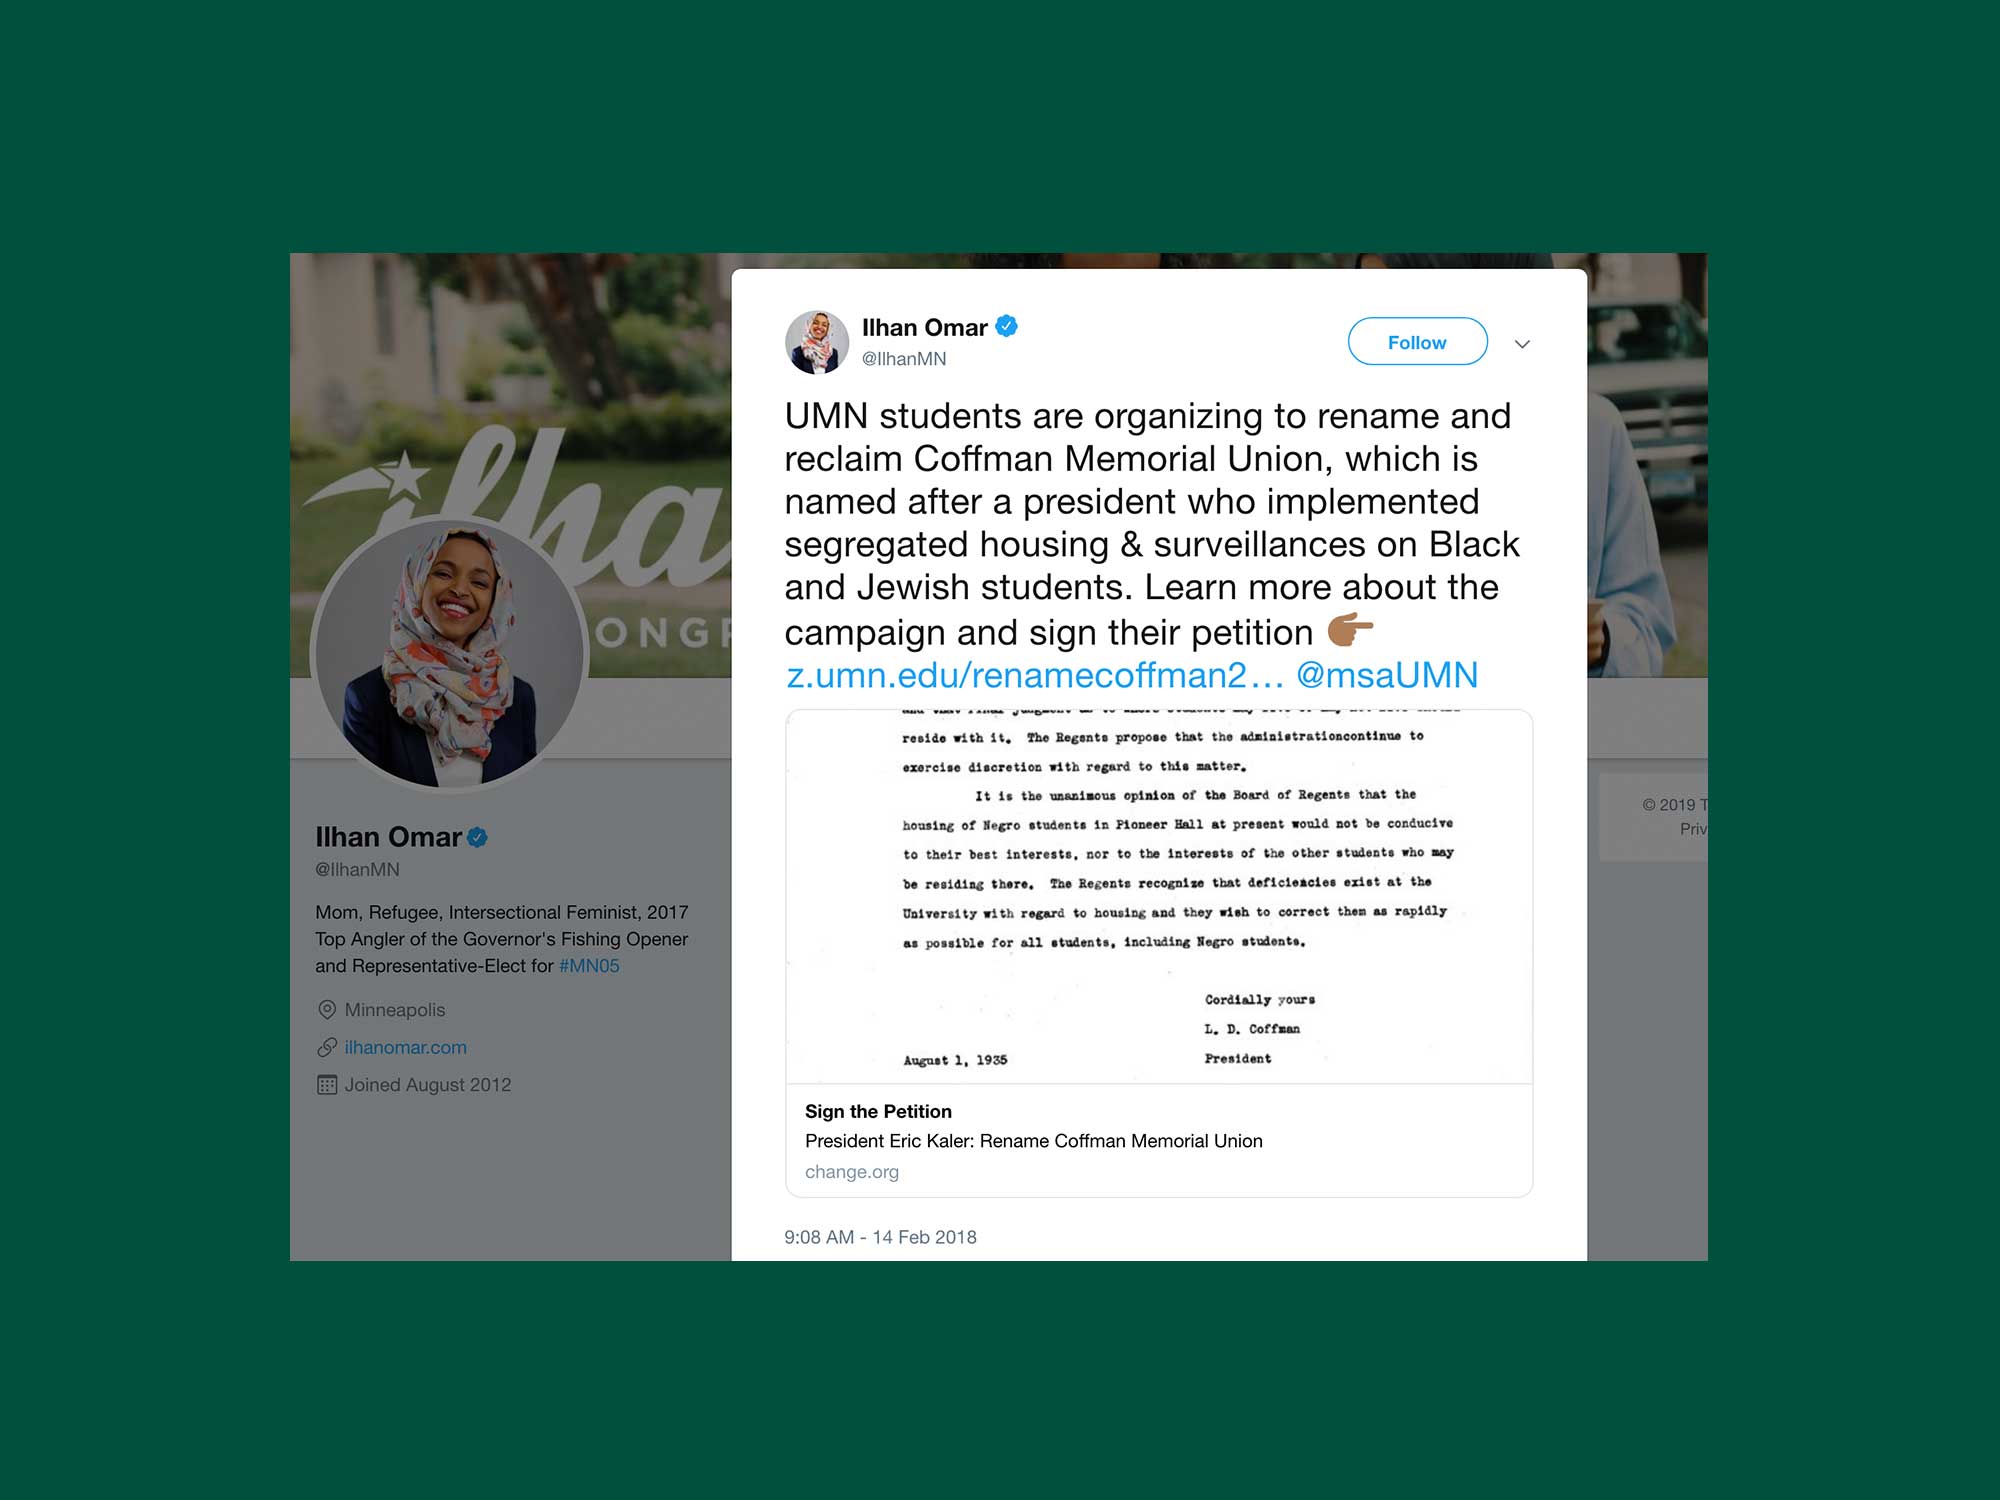 ilha
ONGR
Ilhan Omar
@IlhanMN
Mom, Refugee, Intersectional Feminist, 2017
Top Angler of the Governor's Fishing Opener
and Representative-Elect for #MN05
Minneapolis
ilhanomar.com
Joined August 2012
Ilhan Omar
@IlhanMN
Follow
UMN students are organizing to rename and
reclaim Coffman Memorial Union, which is
named after a president who implemented
segregated housing & surveillances on Black
and Jewish students. Learn more about the
campaign and sign their petition
z.umn.edu/renamecoffman2… @msaUMN
reside with it. The Regents propose that the administrationcontinue to
exercise discretion with regard to this matter.
It is the unanimous opinion of the Board of Regents that the
housing of Negro students in Pioneer Hall at present would not be conducive
to their best interests, nor to the interests of the other students who may
be residing there. The Regents recognize that deficiencies exist at the
University with regard to housing and they wish to correct them as rapidly
as possible for all students, including Negro students.
Cordially yours
L. D. Coffman
August 1, 1935 President
Sign the Petition
President Eric Kaler: Rename Coffman Memorial Union
change.org
9:08 AM - 14 Feb 2018
© 2019 T
Priv